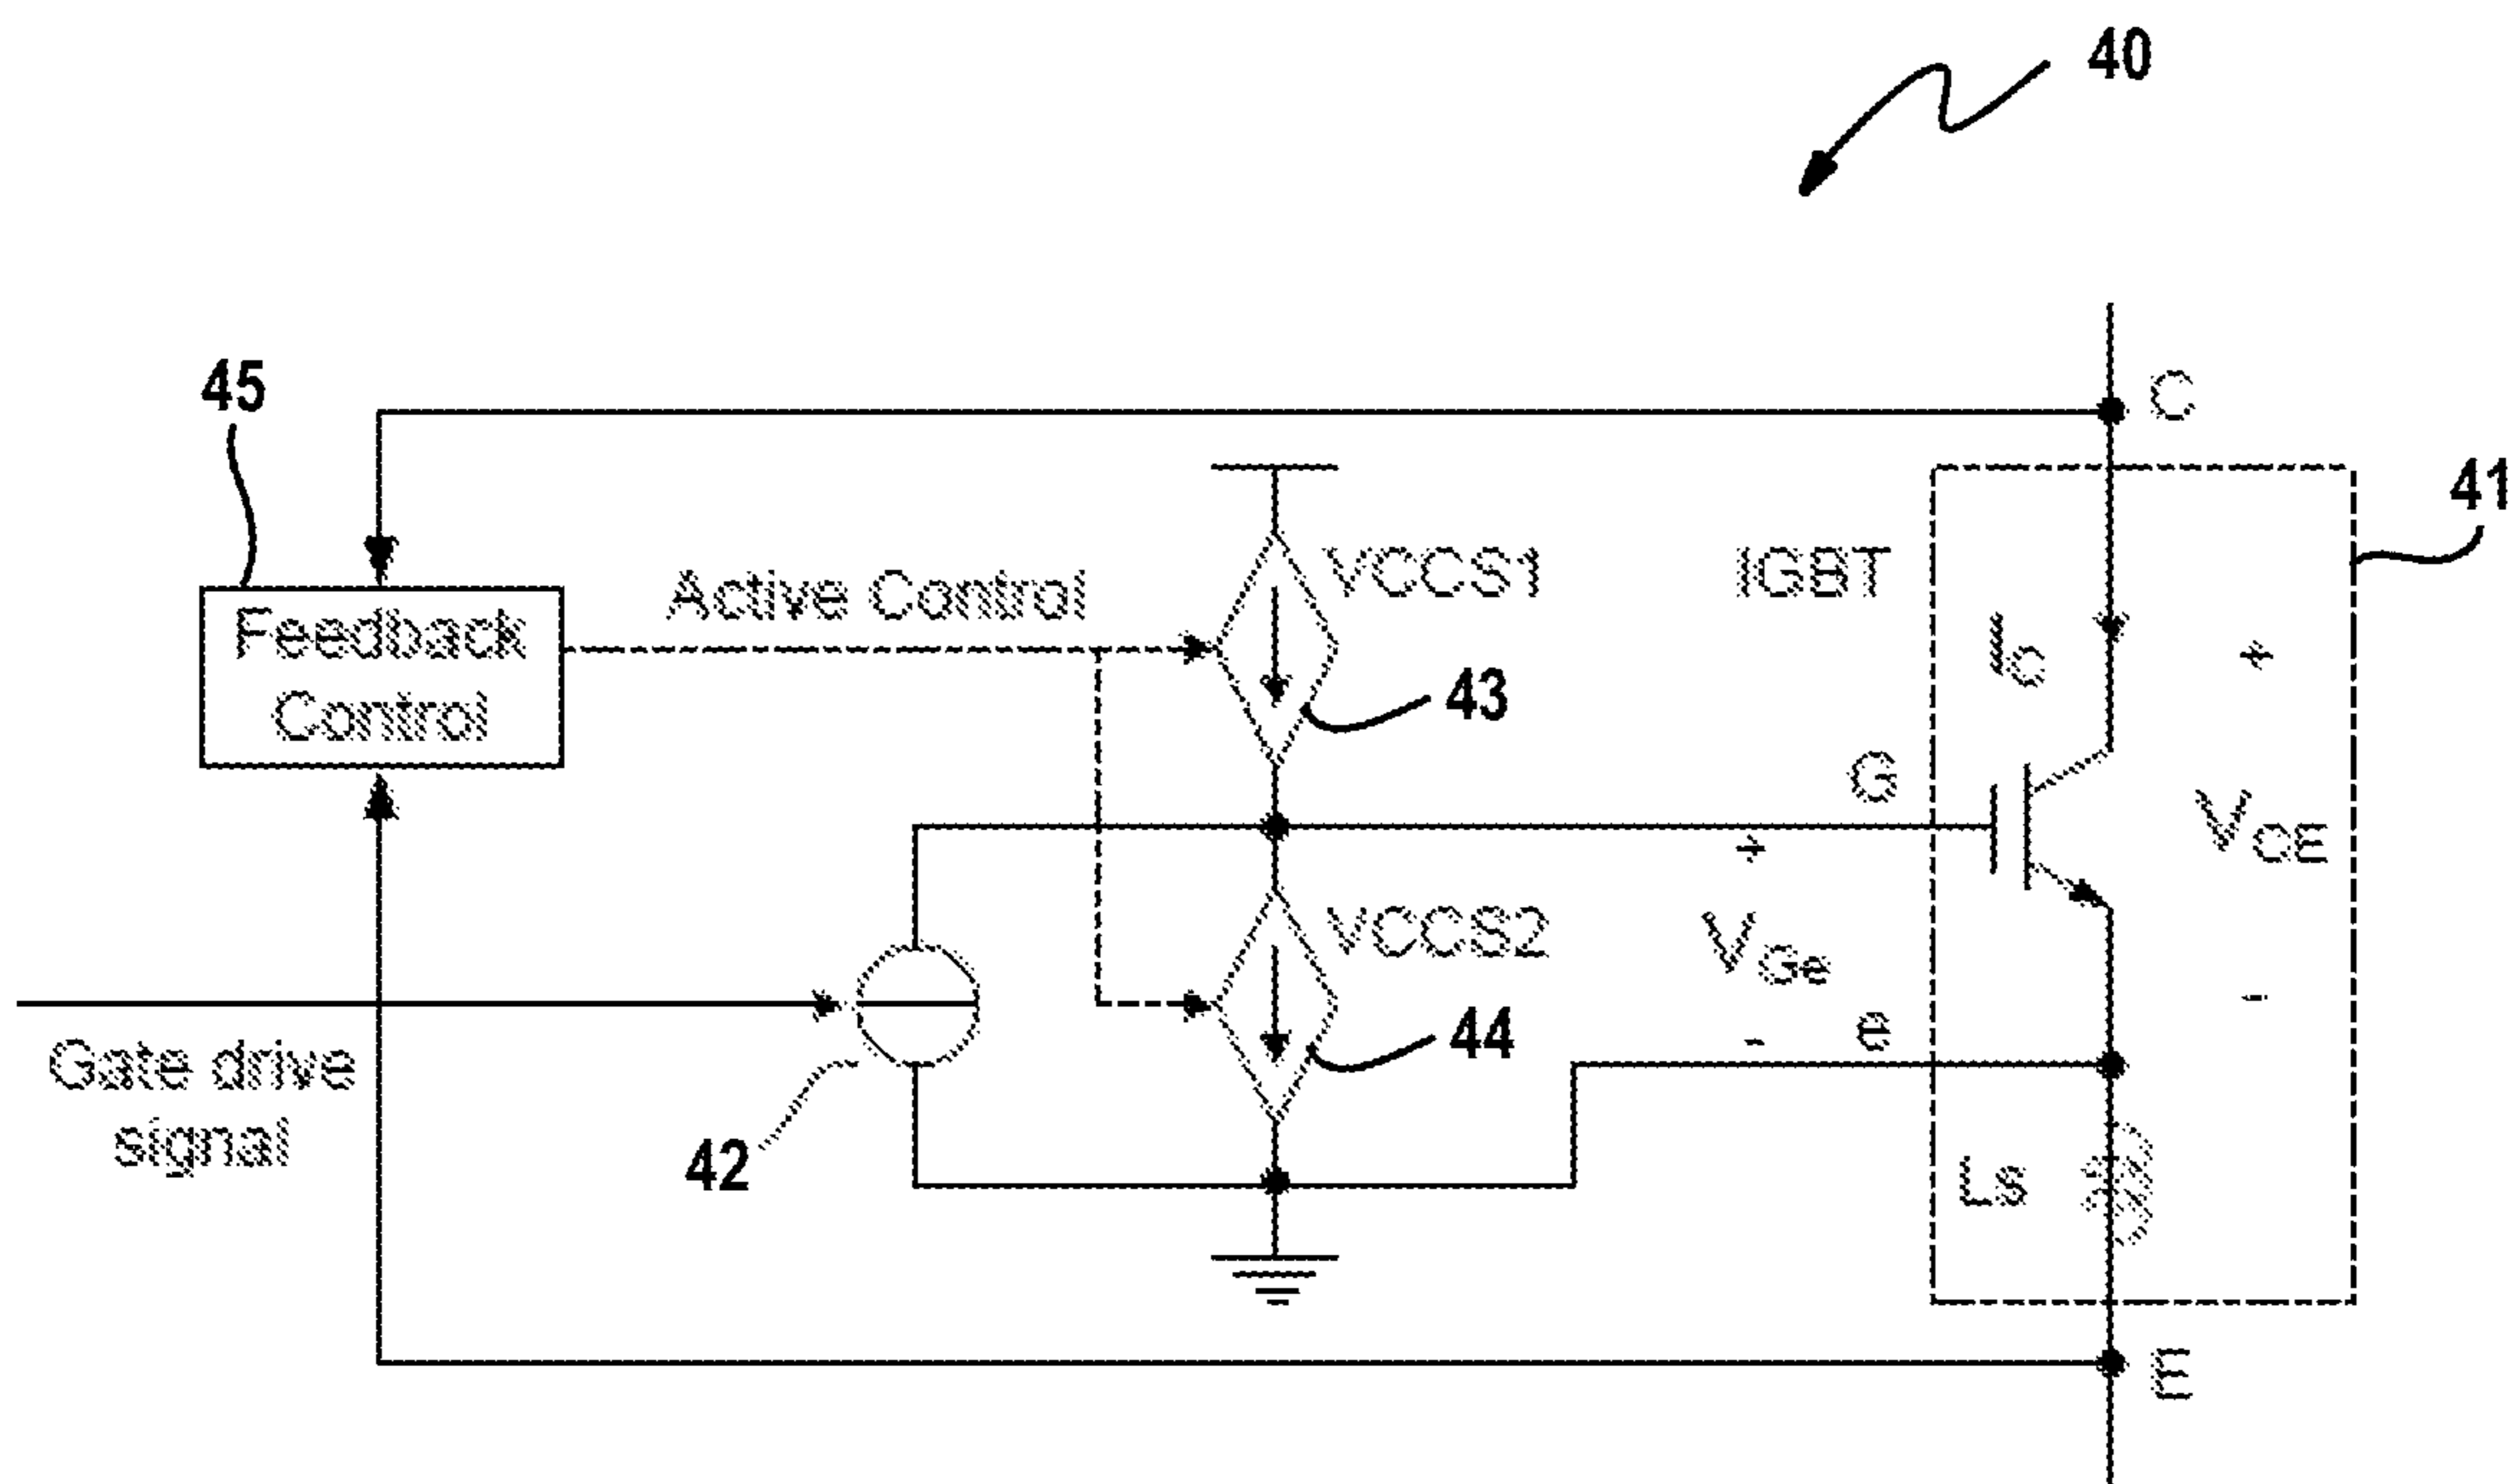 40
C
45
41
VCCS1
IGBT
Active Control
Feedback
Control
IC
+
43
G
VCE
+
VCCS2
VGe
-
44
e
-
Gate drive
signal
42
Ls
-
E